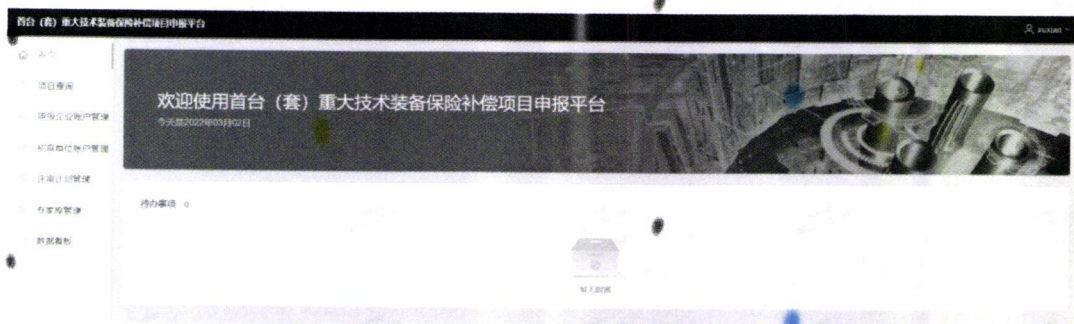 首台（套）重大技术装备保险补偿项目申报平台
xuxian
首页
项目查询
申报企业账户管理
初审单位账户管理
评审计划管理
专家库管理
数据看板
欢迎使用首台（套）重大技术装备保险补偿项目申报平台
今天是2022年03月02日
待办事项 0
暂无数据